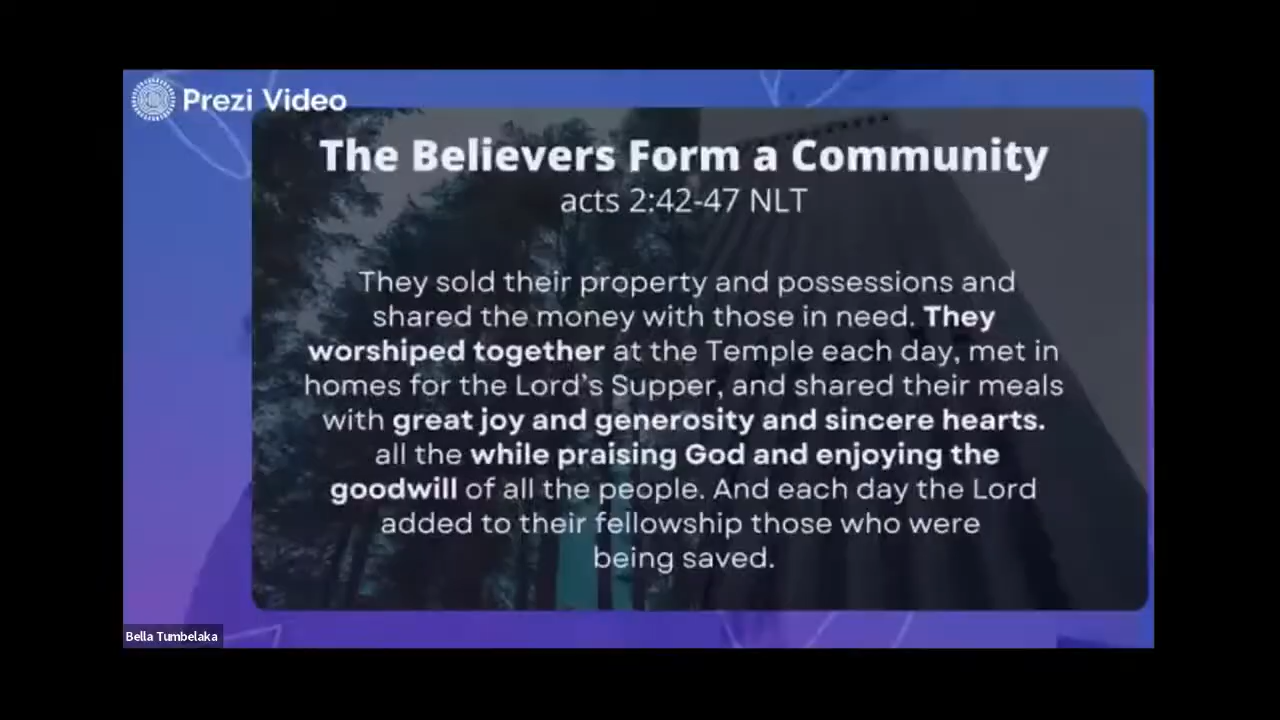 Prezi Video
The Believers Form a Community
acts 2:42-47 NLT
They sold their property and possessions and
shared the money with those in need. They
worshiped together at the Temple each day, met in
homes for the Lord's Supper, and shared their meals
with great joy and generosity and sincere hearts.
all the while praising God and enjoying the
goodwill of all the people. And each day the Lord
added to their fellowship those who were
being saved.
Bella Tumbelaka